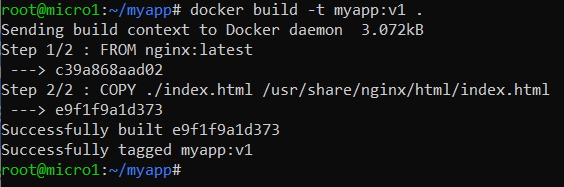 root@micro1:~/myapp# docker build -t myapp:v1 .
Sending build context to Docker daemon  3.072kB
Step 1/2 : FROM nginx:latest
 ---> c39a868aad02
Step 2/2 : COPY ./index.html /usr/share/nginx/html/index.html
 ---> e9f1f9a1d373
Successfully built e9f1f9a1d373
Successfully tagged myapp:v1
root@micro1:~/myapp#